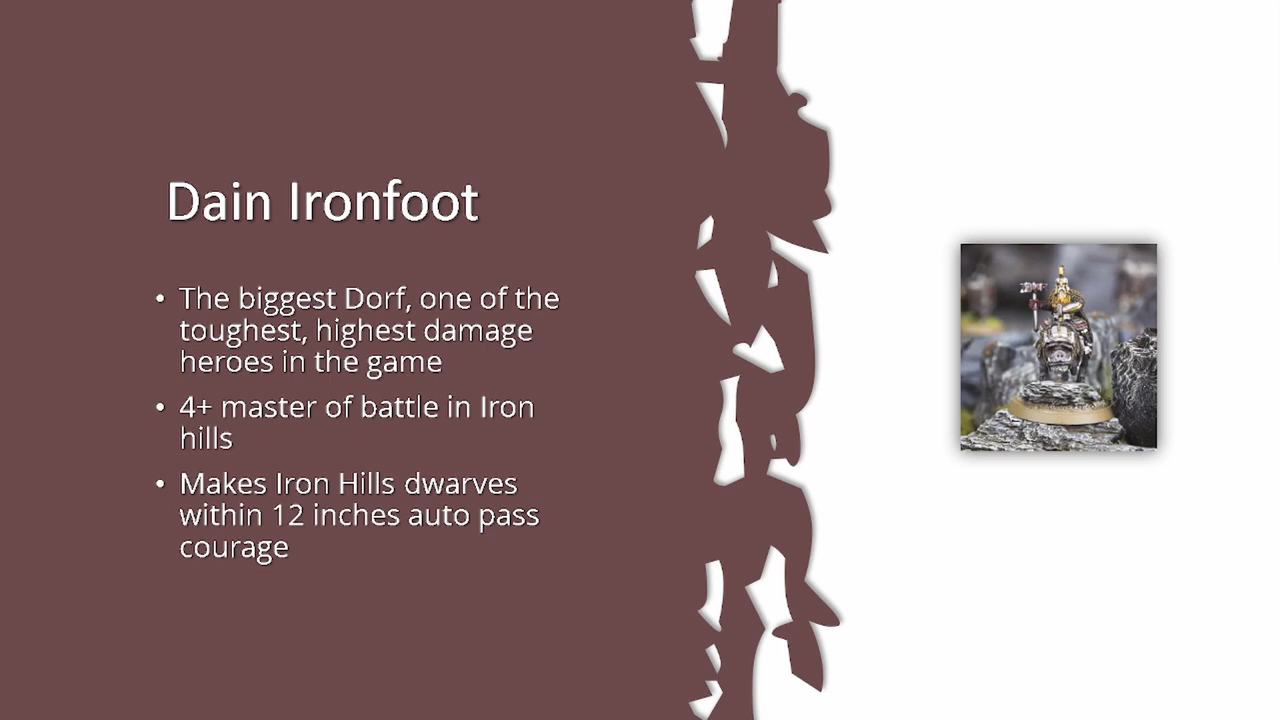 Dain Ironfoot
• The biggest Dorf, one of the
toughest, highest damage
heroes in the game
• 4+ master of battle in Iron
hills
• Makes Iron Hills dwarves
within 12 inches auto pass
courage